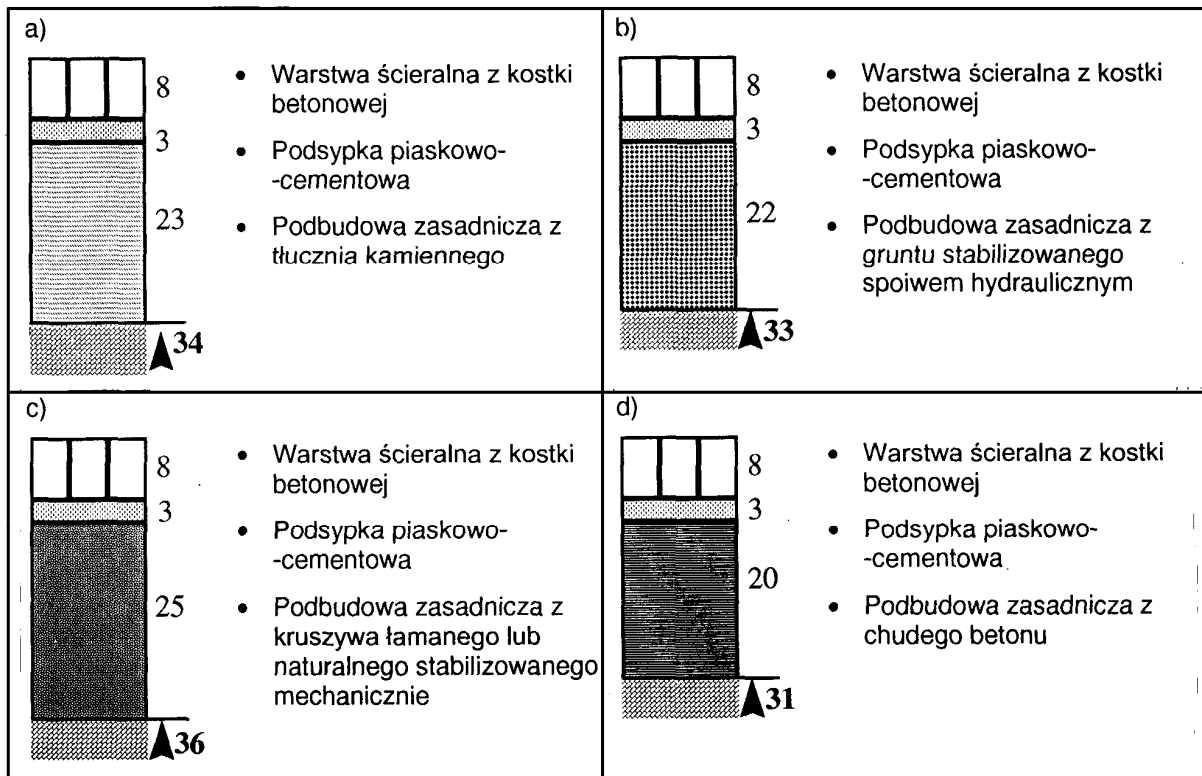 a)
8
3
23
34
• Warstwa ścieralna z kostki
betonowej
• Podsypka piaskowo-
-cementowa
• Podbudowa zasadnicza z
tłucznia kamiennego
b)
8
3
22
33
• Warstwa ścieralna z kostki
betonowej
• Podsypka piaskowo-
-cementowa
• Podbudowa zasadnicza z
gruntu stabilizowanego
spoiwem hydraulicznym
c)
8
3
25
36
• Warstwa ścieralna z kostki
betonowej
• Podsypka piaskowo-
-cementowa
• Podbudowa zasadnicza z
kruszywa łamanego lub
naturalnego stabilizowanego
mechanicznie
d)
8
3
20
31
• Warstwa ścieralna z kostki
betonowej
• Podsypka piaskowo-
-cementowa
• Podbudowa zasadnicza z
chudego betonu